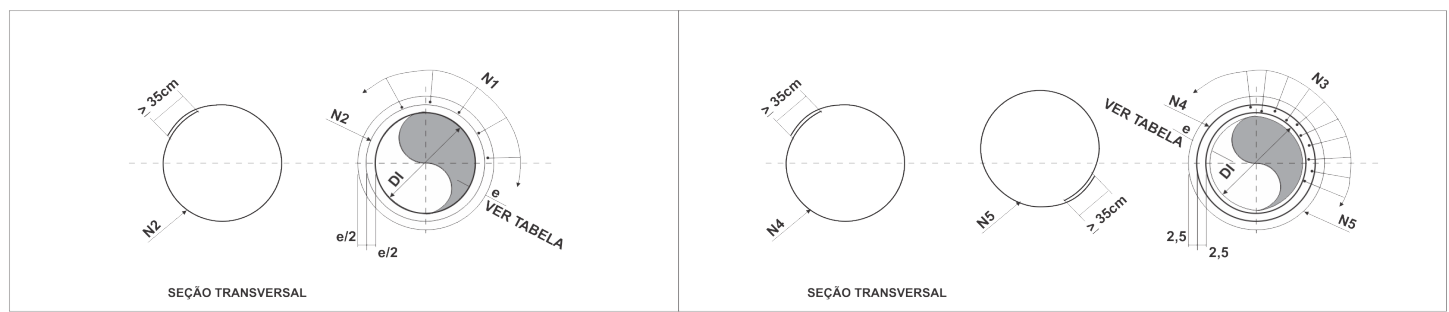 ≥ 35cm
N2
N2
N1
DI
e
VER TABELA
e/2
e/2
SEÇÃO TRANSVERSAL
≥ 35cm
N4
N5
≥ 35cm
N4
VER TABELA
e
N3
DI
N5
2,5
2,5
SEÇÃO TRANSVERSAL